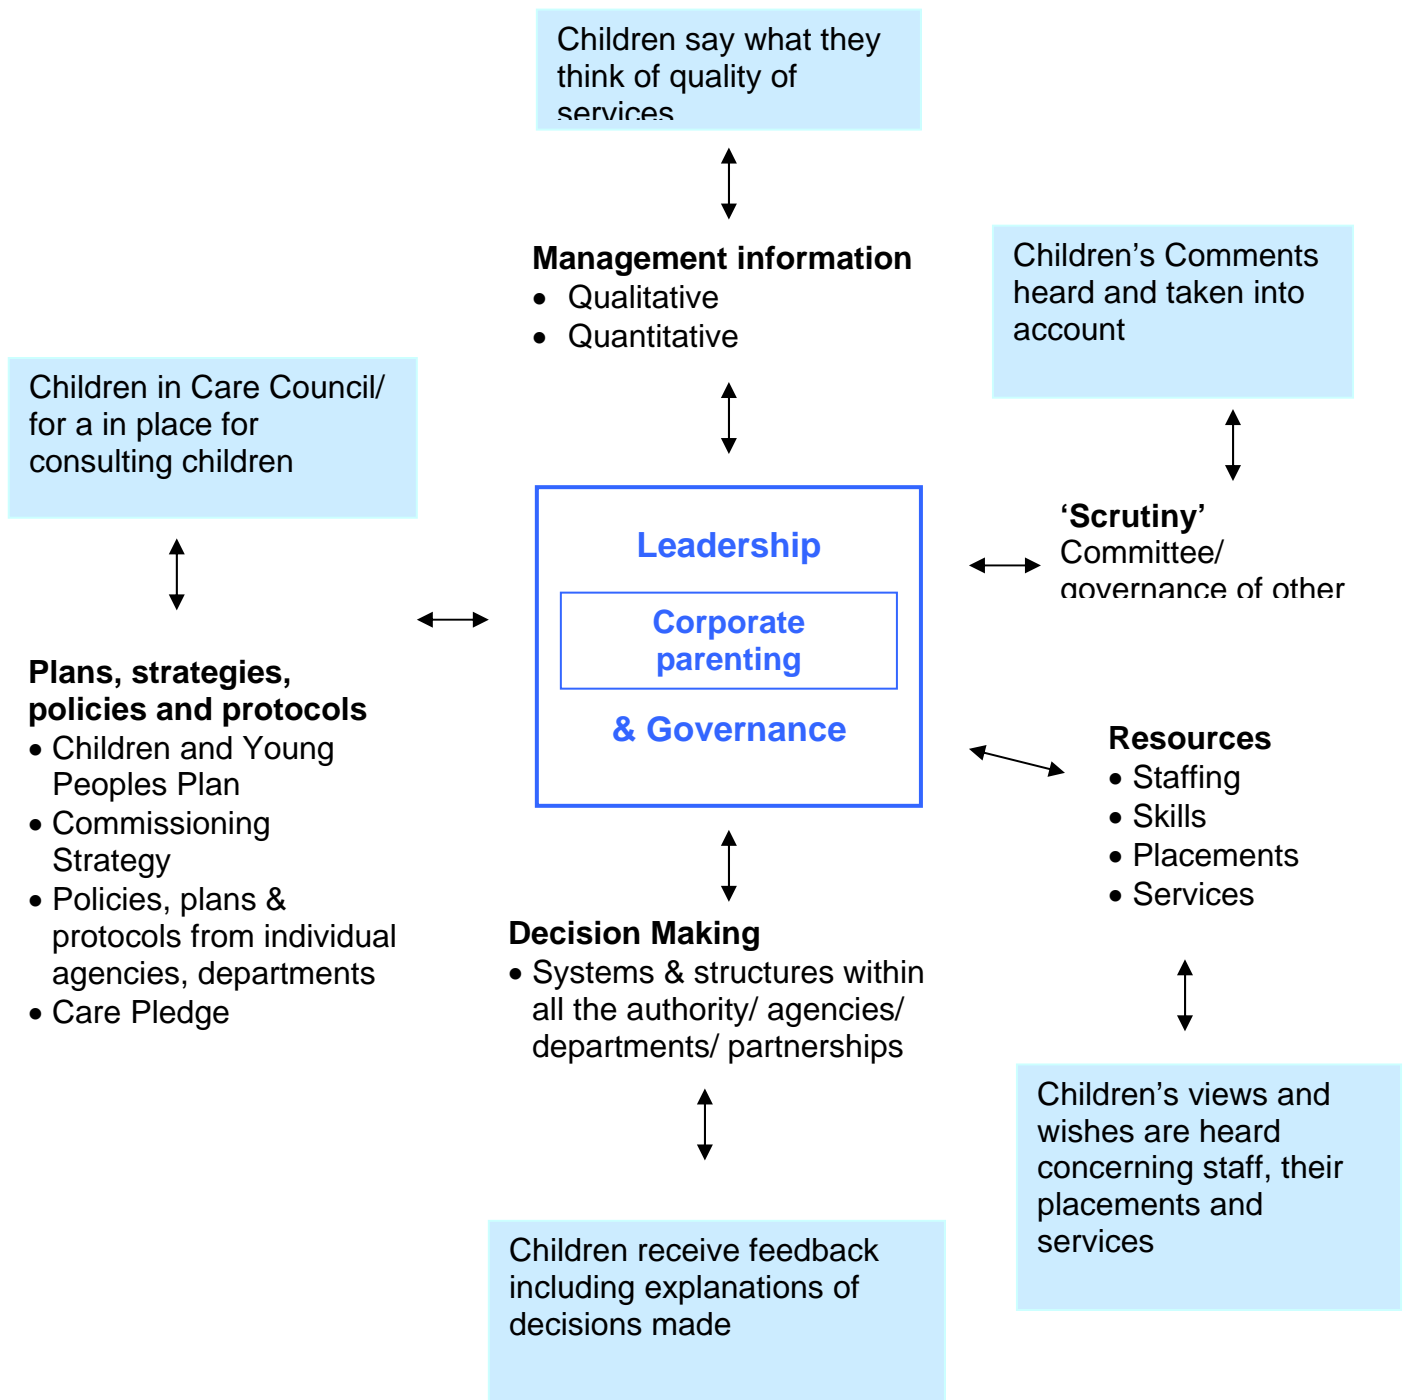 Children say what they
think of quality of
services
Management information
• Qualitative
• Quantitative
Children's Comments
heard and taken into
account
Children in Care Council/
for a in place for
consulting children
Leadership
Corporate
parenting
& Governance
‘Scrutiny’
Committee/
governance of other
Plans, strategies,
policies and protocols
• Children and Young
Peoples Plan
• Commissioning
Strategy
• Policies, plans &
protocols from individual
agencies, departments
• Care Pledge
Resources
• Staffing
• Skills
• Placements
• Services
Decision Making
• Systems & structures within
all the authority/ agencies/
departments/ partnerships
Children’s views and
wishes are heard
concerning staff, their
placements and
services
Children receive feedback
including explanations of
decisions made